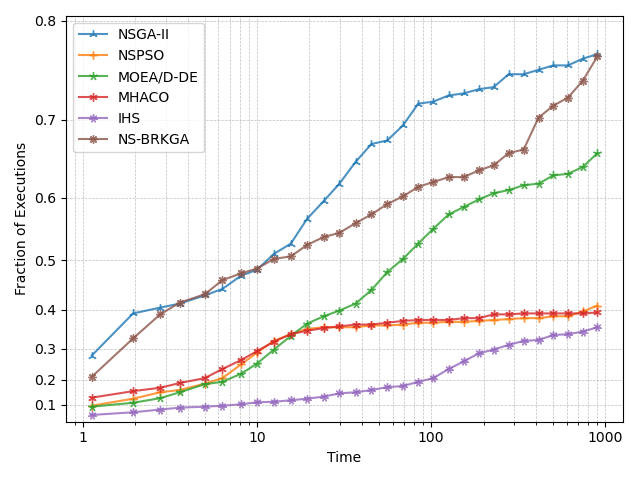 NSGA-II
NSPSO
MOEA/D-DE
MHACO
IHS
NS-BRKGA
Fraction of Executions
0.8
0.7
0.6
0.5
0.4
0.3
0.2
0.1
1
10
100
1000
Time